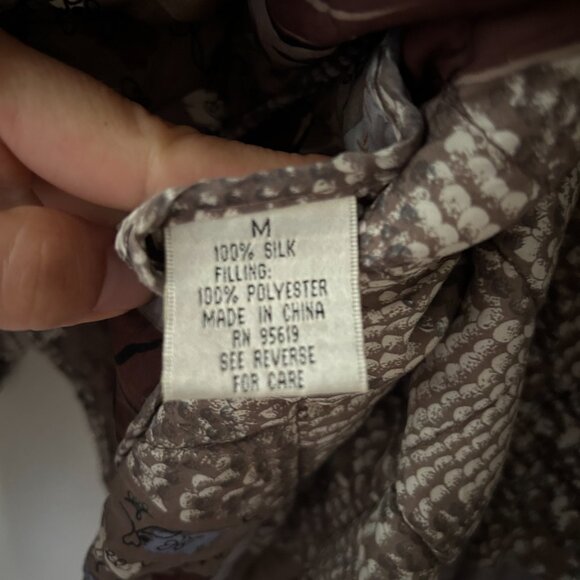 M
100% SILK
FILLING:
100% POLYESTER
MADE IN CHINA
RN 95619
SEE REVERSE
FOR CARE